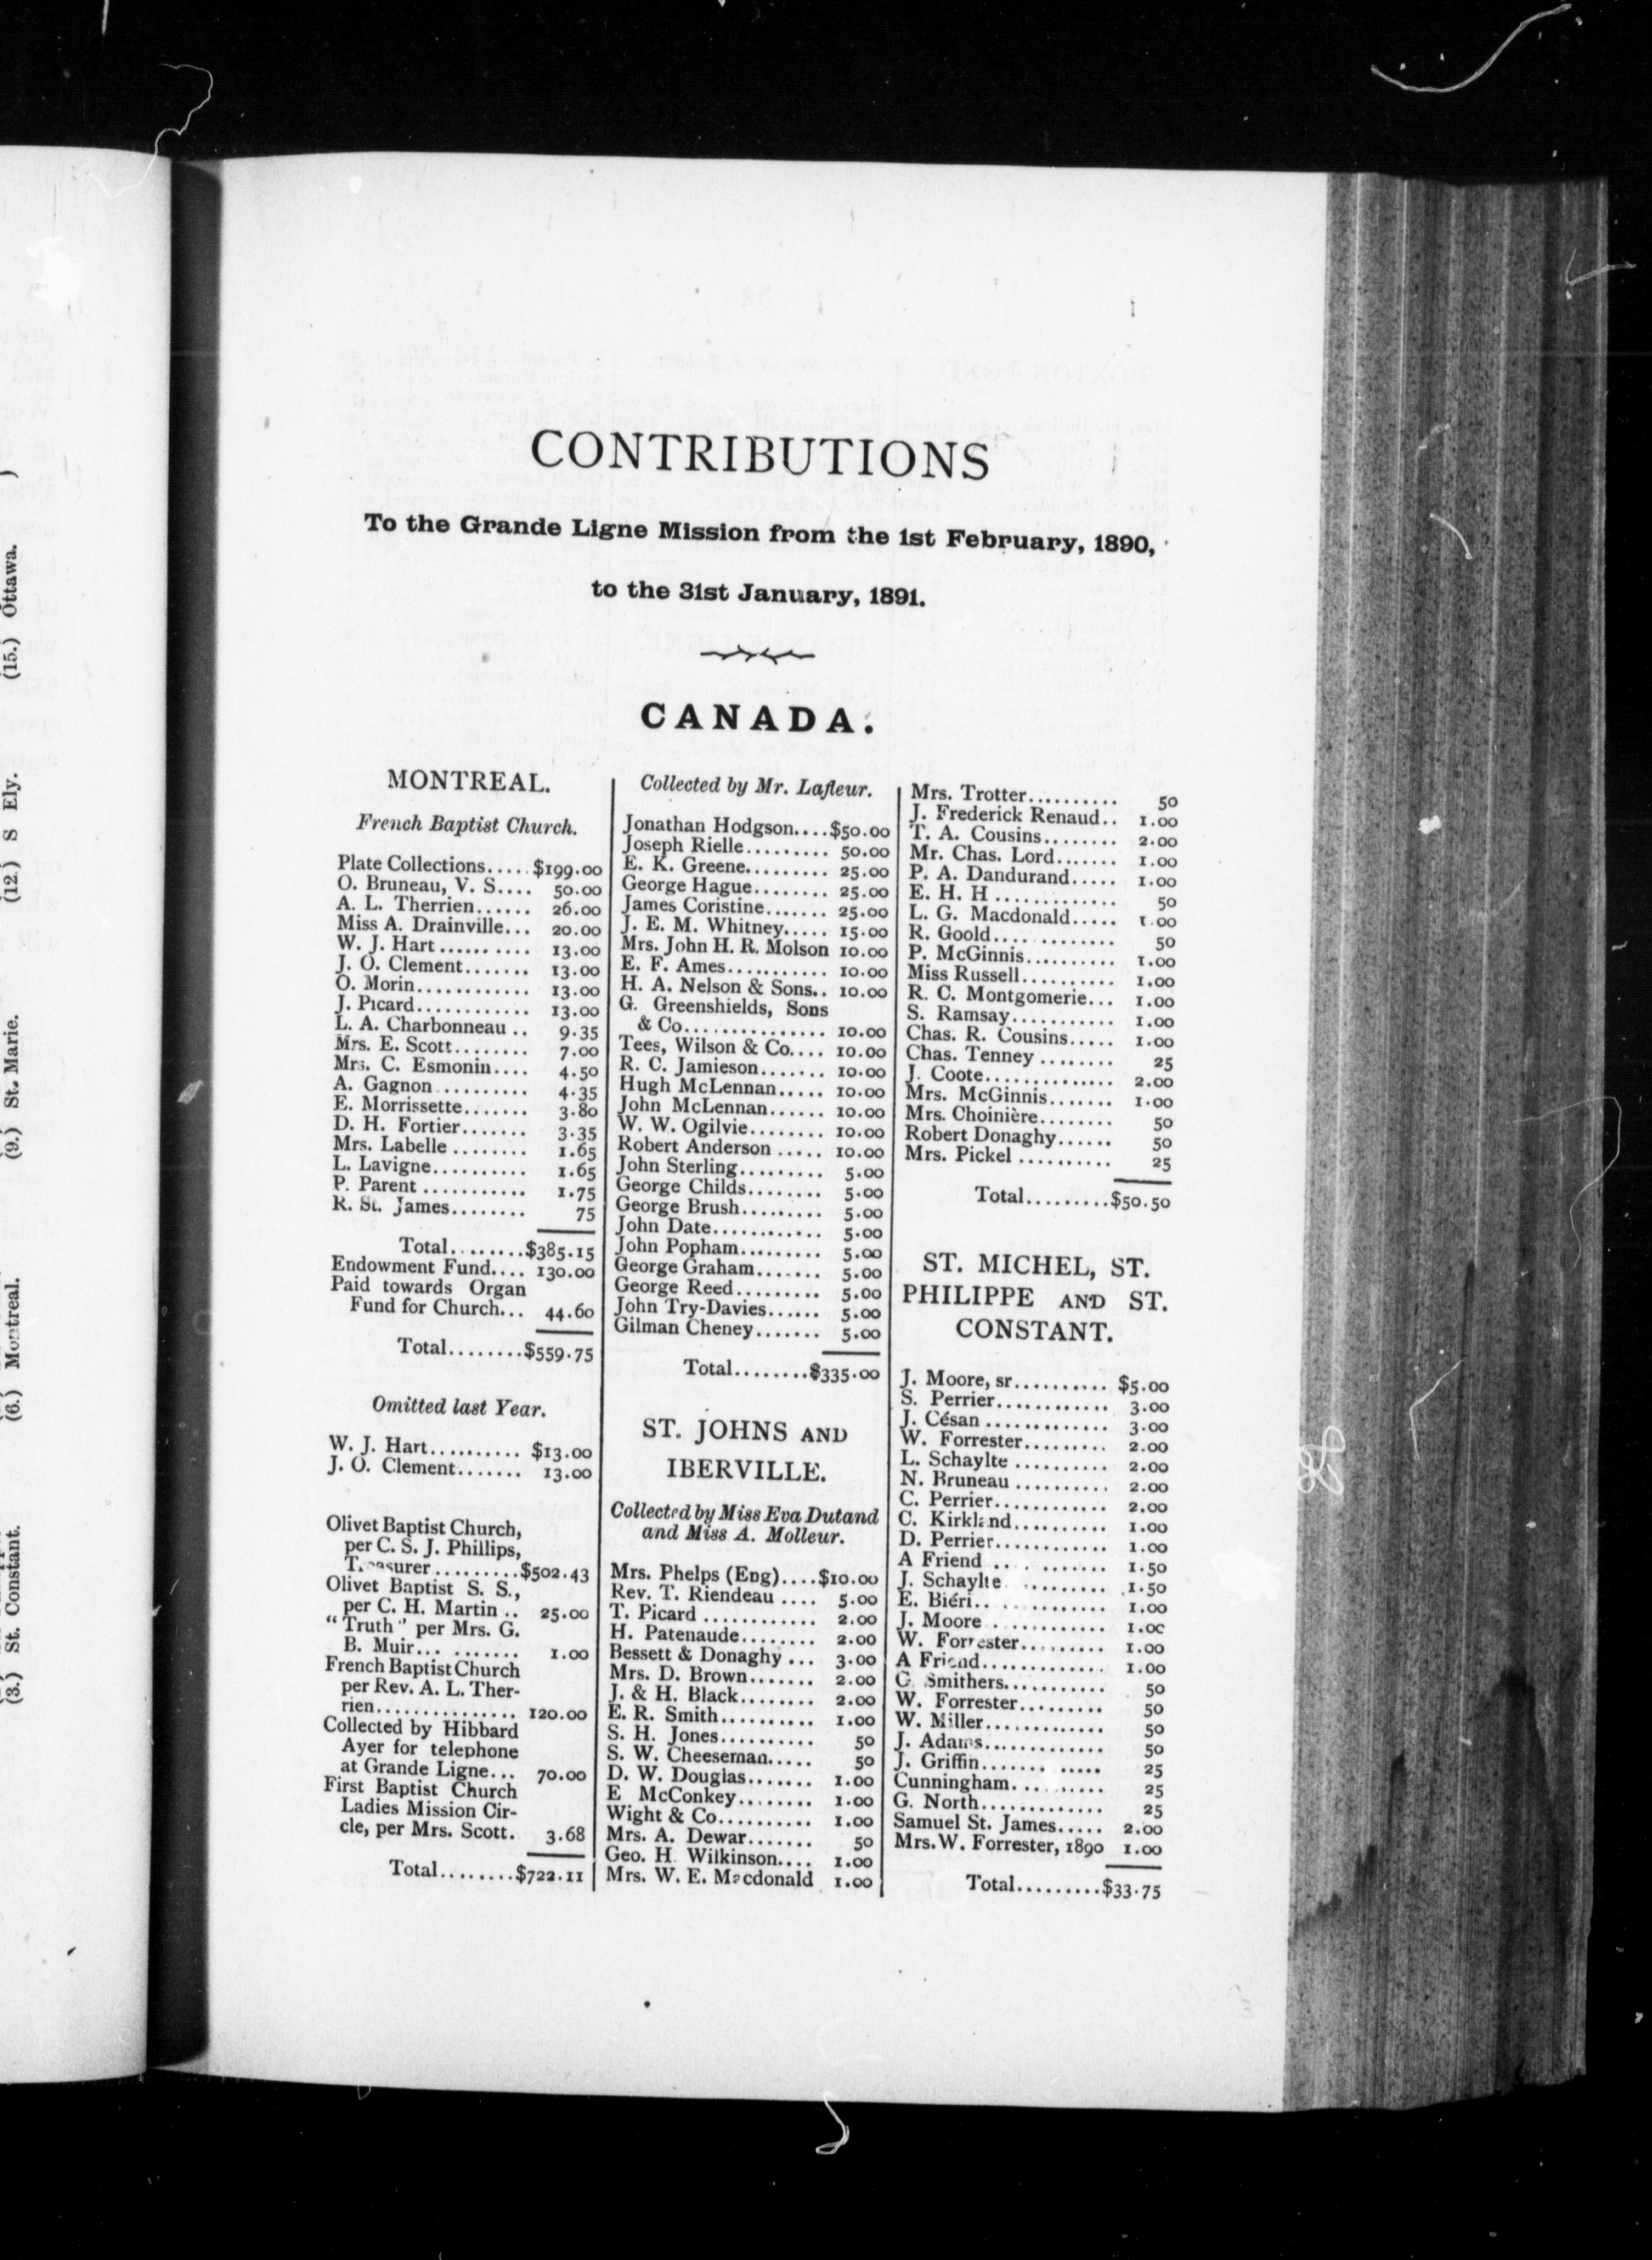 (3.) St. Constant.
(6.) Montreal.
(9.) St. Marie.
(12.) S Ely.
(15.) Ottawa.
CONTRIBUTIONS
To the Grande Ligne Mission from the 1st February, 1890,
to the 31st January, 1891.
CANADA.
MONTREAL.
French Baptist Church.
Plate Collections..... $199.00
O. Bruneau, V. S.... 50.00
A. L. Therrien...... 26.00
Miss A. Drainville... 20.00
W. J. Hart ......... 13.00
J. O. Clement....... 13.00
O. Morin............ 13.00
J. Picard............ 13.00
L. A. Charbonneau .. 9.35
Mrs. E. Scott........ 7.00
Mrs. C. Esmonin.... 4.50
A. Gagnon .......... 4.35
E. Morrissette....... 3.80
D. H. Fortier....... 3.35
Mrs. Labelle ........ 1.65
L. Lavigne.......... 1.65
P. Parent ........... 1.75
R. St. James........ 75
Total........$385.15
Endowment Fund.... 130.00
Paid towards Organ
Fund for Church... 44.60
Total........$559.75
Omitted last Year.
W. J. Hart.......... $13.00
J. O. Clement....... 13.00
Olivet Baptist Church,
per C. S. J. Phillips,
Treasurer .........$502.43
Olivet Baptist S. S.,
per C. H. Martin .. 25.00
"Truth" per Mrs. G.
B. Muir... ....... 1.00
French Baptist Church
per Rev. A. L. Ther-
rien............... 120.00
Collected by Hibbard
Ayer for telephone
at Grande Ligne... 70.00
First Baptist Church
Ladies Mission Cir-
cle, per Mrs. Scott. 3.68
Total........$722.11
Collected by Mr. Lafleur.
Jonathan Hodgson....$50.00
Joseph Rielle......... 50.00
E. K. Greene......... 25.00
George Hague........ 25.00
James Coristine....... 25.00
J. E. M. Whitney..... 15.00
Mrs. John H. R. Molson 10.00
E. F. Ames........... 10.00
H. A. Nelson & Sons.. 10.00
G. Greenshields, Sons
& Co............... 10.00
Tees, Wilson & Co.... 10.00
R. C. Jamieson....... 10.00
Hugh McLennan..... 10.00
John McLennan...... 10.00
W. W. Ogilvie........ 10.00
Robert Anderson ..... 10.00
John Sterling......... 5.00
George Childs........ 5.00
George Brush......... 5.00
John Date............ 5.00
John Popham......... 5.00
George Graham....... 5.00
George Reed......... 5.00
John Try-Davies...... 5.00
Gilman Cheney....... 5.00
Total........$335.00
ST. JOHNS AND
IBERVILLE.
Collected by Miss Eva Dutand
and Miss A. Molleur.
Mrs. Phelps (Eng)....$10.00
Rev. T. Riendeau .... 5.00
T. Picard ............ 2.00
H. Patenaude........ 2.00
Bessett & Donaghy ... 3.00
Mrs. D. Brown....... 2.00
J. & H. Black........ 2.00
E. R. Smith.......... 1.00
S. H. Jones.......... 50
S. W. Cheeseman..... 50
D. W. Douglas....... 1.00
E McConkey........ 1.00
Wight & Co.......... 1.00
Mrs. A. Dewar....... 50
Geo. H. Wilkinson.... 1.00
Mrs. W. E. Macdonald 1.00
Mrs. Trotter.......... 50
J. Frederick Renaud.. 1.00
T. A. Cousins........ 2.00
Mr. Chas. Lord....... 1.00
P. A. Dandurand..... 1.00
E. H. H ............. 50
L. G. Macdonald..... 1.00
R. Goold............ 50
P. McGinnis.......... 1.00
Miss Russell.......... 1.00
R. C. Montgomerie... 1.00
S. Ramsay........... 1.00
Chas. R. Cousins..... 1.00
Chas. Tenney ........ 25
J. Coote.............. 2.00
Mrs. McGinnis....... 1.00
Mrs. Choinière........ 50
Robert Donaghy...... 50
Mrs. Pickel .......... 25
Total.........$50.50
ST. MICHEL, ST.
PHILIPPE AND ST.
CONSTANT.
J. Moore, sr.......... $5.00
S. Perrier............ 3.00
J. Césan ............ 3.00
W. Forrester......... 2.00
L. Schaylte .......... 2.00
N. Bruneau .......... 2.00
C. Perrier............ 2.00
C. Kirkland.......... 1.00
D. Perrier............ 1.00
A Friend ............ 1.50
J. Schaylte .......... 1.50
E. Biéri.............. 1.00
J. Moore ............ 1.00
W. Forrester......... 1.00
A Friend............. 1.00
G. Smithers........... 50
W. Forrester......... 50
W. Miller............. 50
J. Adams............. 50
J. Griffin....... ..... 25
Cunningham.......... 25
G. North............. 25
Samuel St. James..... 2.00
Mrs. W. Forrester, 1890 1.00
Total.........$33.75